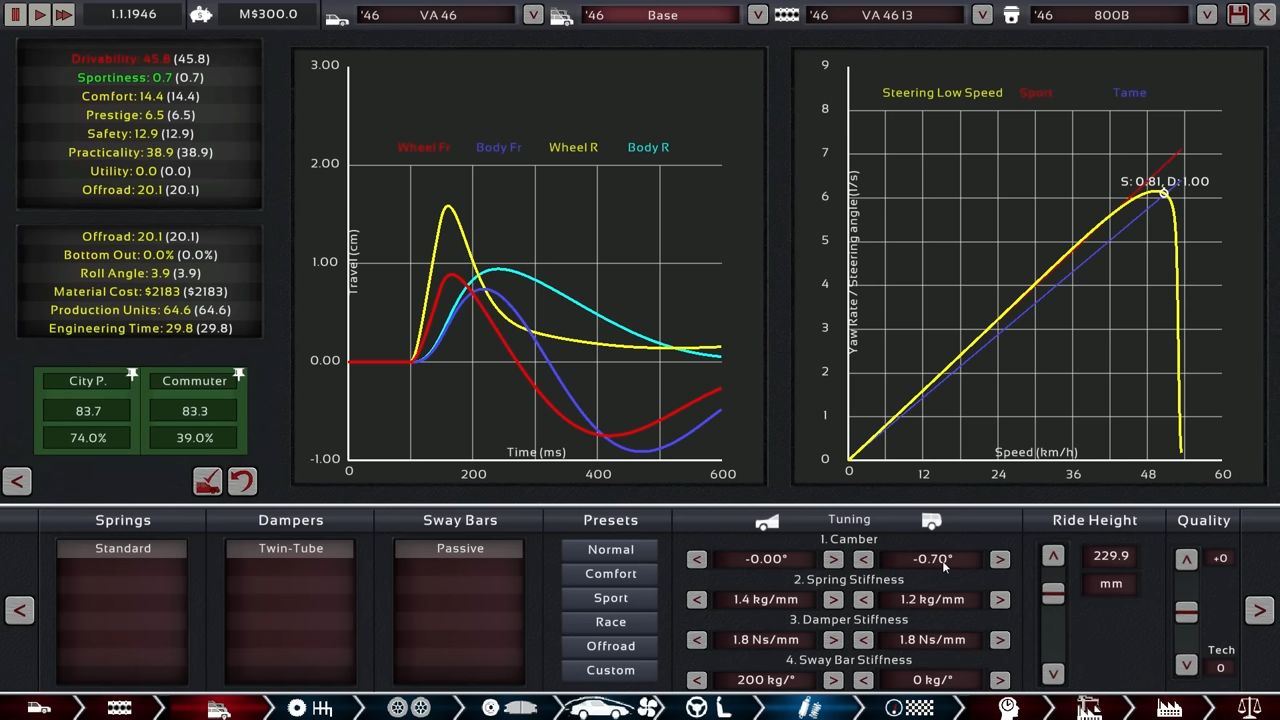 1.1.1946 M$300.0 '46 VA 46 '46 Base '46 VA 46 I3 '46 800B
Drivability: 45.8 (45.8)
Sportiness: 0.7 (0.7)
Comfort: 14.4 (14.4)
Prestige: 6.5 (6.5)
Safety: 12.9 (12.9)
Practicality: 38.9 (38.9)
Utility: 0.0 (0.0)
Offroad: 20.1 (20.1)
Offroad: 20.1 (20.1)
Bottom Out: 0.0% (0.0%)
Roll Angle: 3.9 (3.9)
Material Cost: $2183 ($2183)
Production Units: 64.6 (64.6)
Engineering Time: 29.8 (29.8)
City P. Commuter
83.7 83.3
74.0% 39.0%
3.00
2.00
1.00
0.00
-1.00
Travel (cm)
Wheel Fr Body Fr Wheel R Body R
Time (ms)
0 200 400 600
9
8
7
6
5
4
3
2
1
0
Yaw Rate / Steering angle (1/s)
Steering Low Speed Sport Tame
S: 0.81, D: 1.00
Speed (km/h)
0 12 24 36 48 60
Springs Dampers Sway Bars Presets Tuning Ride Height Quality
Standard Twin-Tube Passive
Normal
Comfort
Sport
Race
Offroad
Custom
1. Camber
-0.00° -0.70°
2. Spring Stiffness
1.4 kg/mm 1.2 kg/mm
3. Damper Stiffness
1.8 Ns/mm 1.8 Ns/mm
4. Sway Bar Stiffness
200 kg/° 0 kg/°
229.9
mm
+0
Tech
0